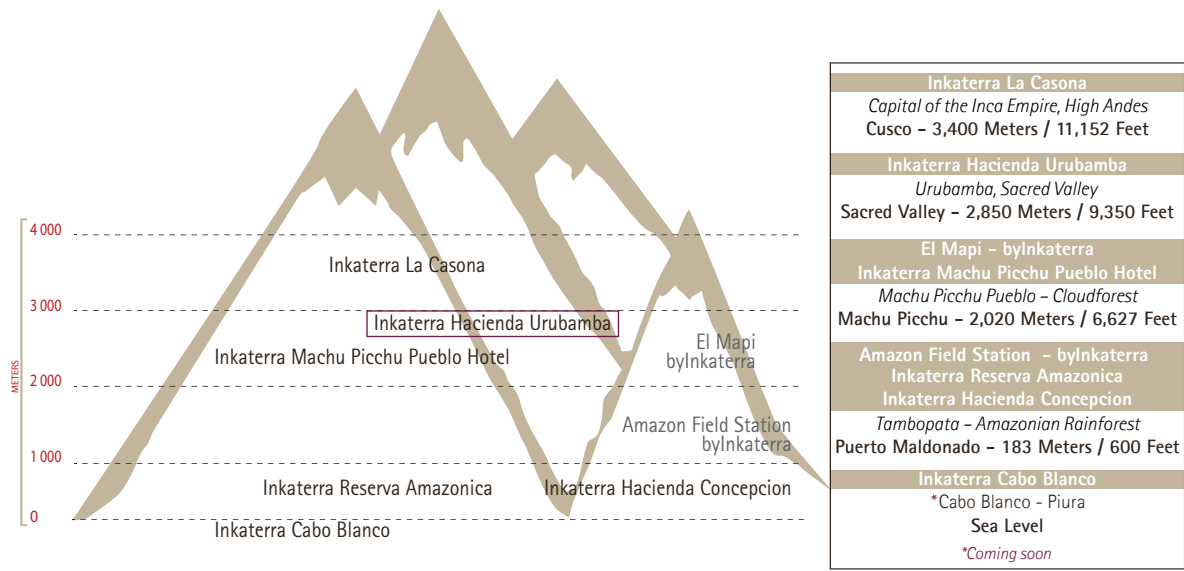 4 000
3 000
2 000
1 000
0
METERS
Inkaterra La Casona
Inkaterra Hacienda Urubamba
Inkaterra Machu Picchu Pueblo Hotel
El Mapi
byInkaterra
Amazon Field Station
byInkaterra
Inkaterra Reserva Amazonica
Inkaterra Hacienda Concepcion
Inkaterra Cabo Blanco
Inkaterra La Casona
Capital of the Inca Empire, High Andes
Cusco - 3,400 Meters / 11,152 Feet
Inkaterra Hacienda Urubamba
Urubamba, Sacred Valley
Sacred Valley - 2,850 Meters / 9,350 Feet
El Mapi - byInkaterra
Inkaterra Machu Picchu Pueblo Hotel
Machu Picchu Pueblo - Cloudforest
Machu Picchu - 2,020 Meters / 6,627 Feet
Amazon Field Station - byInkaterra
Inkaterra Reserva Amazonica
Inkaterra Hacienda Concepcion
Tambopata - Amazonian Rainforest
Puerto Maldonado - 183 Meters / 600 Feet
Inkaterra Cabo Blanco
*Cabo Blanco - Piura
Sea Level
*Coming soon